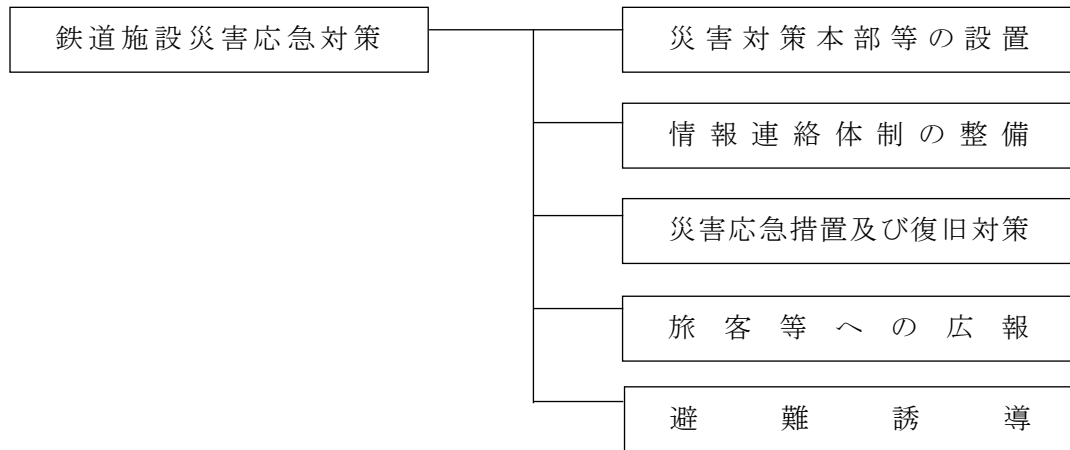 鉄道施設災害応急対策
災害対策本部等の設置
情報連絡体制の整備
災害応急措置及び復旧対策
旅客等への広報
避難誘導